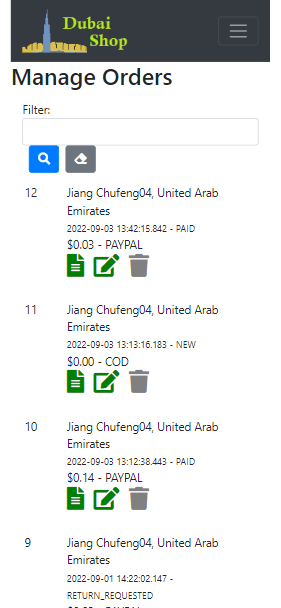 Dubai
Shop
Manage Orders
Filter:
12
Jiang Chufeng04, United Arab
Emirates
2022-09-03 13:42:15.842 - PAID
$0.03 - PAYPAL
11
Jiang Chufeng04, United Arab
Emirates
2022-09-03 13:13:16.183 - NEW
$0.00 - COD
10
Jiang Chufeng04, United Arab
Emirates
2022-09-03 13:12:38.443 - PAID
$0.14 - PAYPAL
9
Jiang Chufeng04, United Arab
Emirates
2022-09-01 14:22:02.147 -
RETURN_REQUESTED